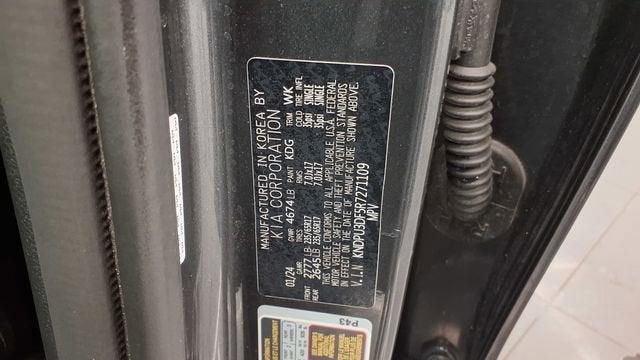 MANUFACTURED IN KOREA BY
KIA CORPORATION
01/24 GVWR 4674LB PAINT KDG TRIM WK
GAWR TIRES RIMS COLD TIRE INFL
FRONT 2777LB 235/65R17 7.0Jx17 35psi SINGLE
REAR 2645LB 235/65R17 7.0Jx17 35psi SINGLE
THIS VEHICLE CONFORMS TO ALL APPLICABLE U.S.A. FEDERAL
MOTOR VEHICLE SAFETY AND THEFT PREVENTION STANDARDS
IN EFFECT ON THE DATE OF MANUFACTURE SHOWN ABOVE.
V.I.N KNDPU3DF5R7271109
MPV
P43